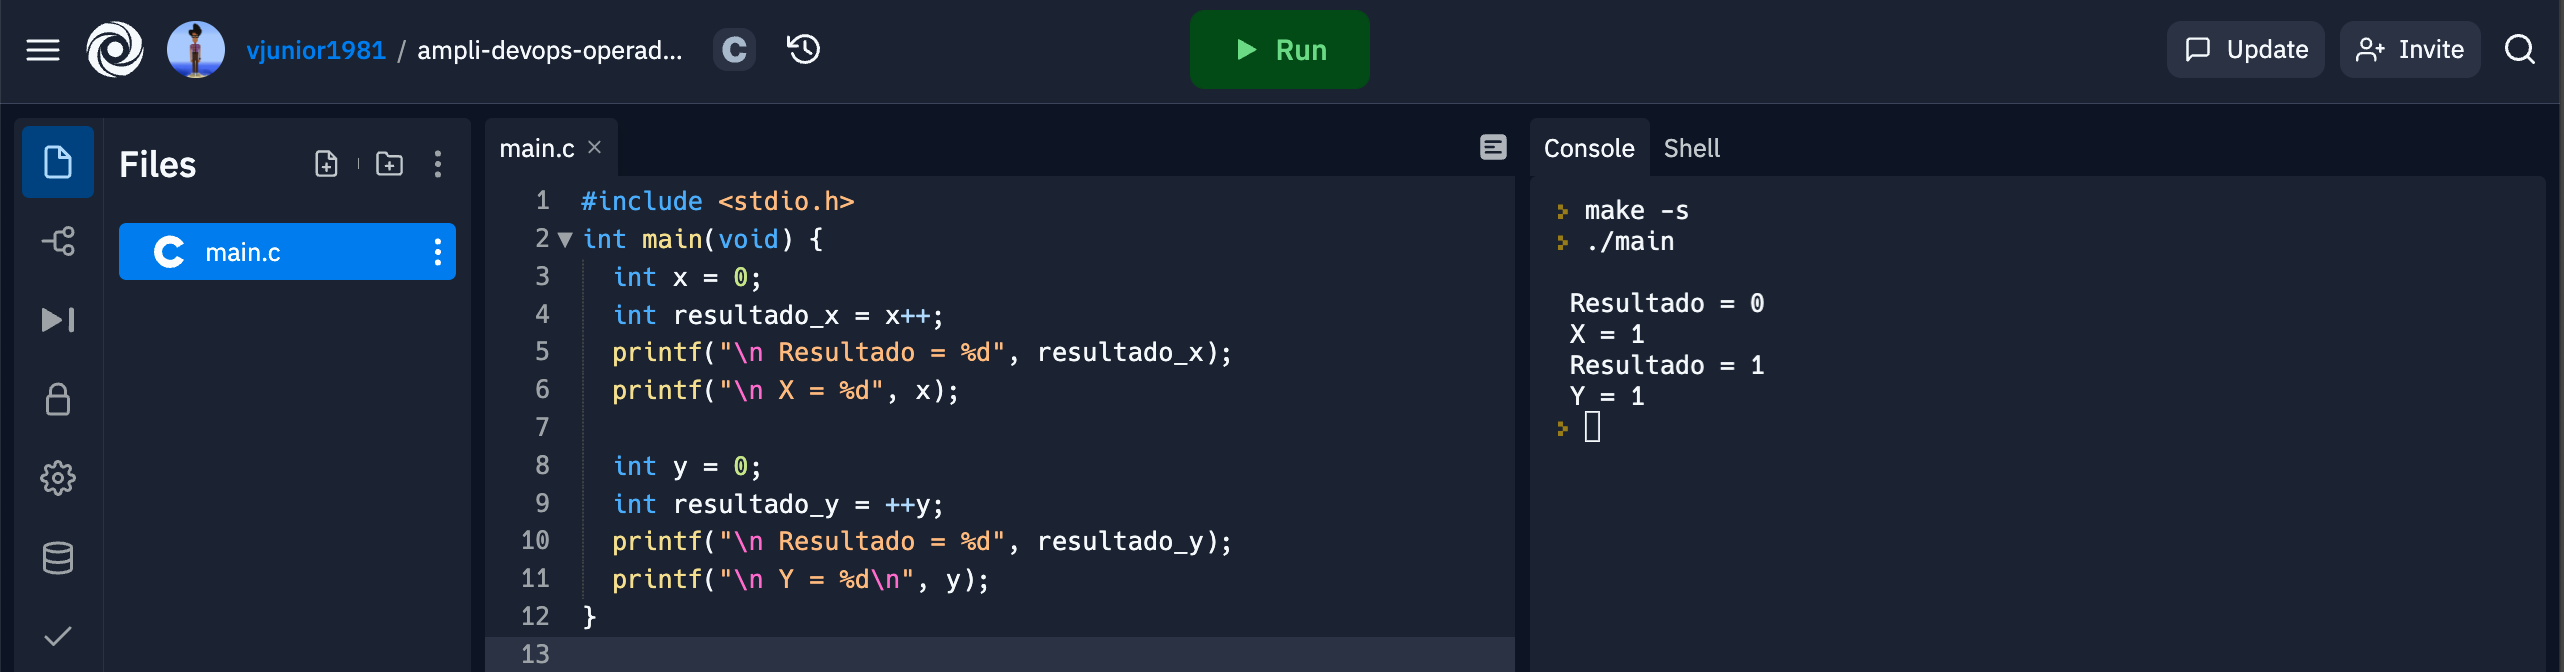 vjunior1981 / ampli-devops-operad... C
Run
Update
Invite
Files
main.c
main.c
1 #include <stdio.h>
2 int main(void) {
3   int x = 0;
4   int resultado_x = x++;
5   printf("\n Resultado = %d", resultado_x);
6   printf("\n X = %d", x);
7
8   int y = 0;
9   int resultado_y = ++y;
10   printf("\n Resultado = %d", resultado_y);
11   printf("\n Y = %d\n", y);
12 }
13
Console Shell
make -s
./main
Resultado = 0
X = 1
Resultado = 1
Y = 1